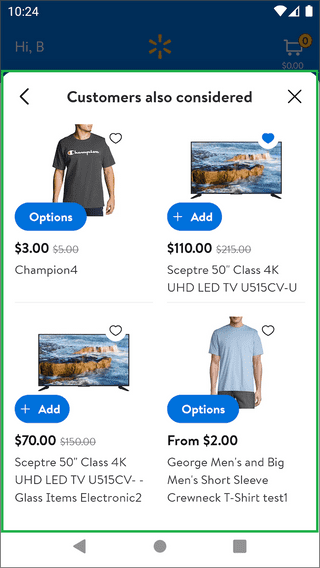 10:24
Hi, B
0
$0.00
Customers also considered
Champion
Options
Add
$3.00 $5.00
$110.00 $215.00
Champion4
Sceptre 50" Class 4K
UHD LED TV U515CV-U
Add
Options
$70.00 $150.00
From $2.00
Sceptre 50" Class 4K
UHD LED TV U515CV- -
Glass Items Electronic2
George Men's and Big
Men's Short Sleeve
Crewneck T-Shirt test1